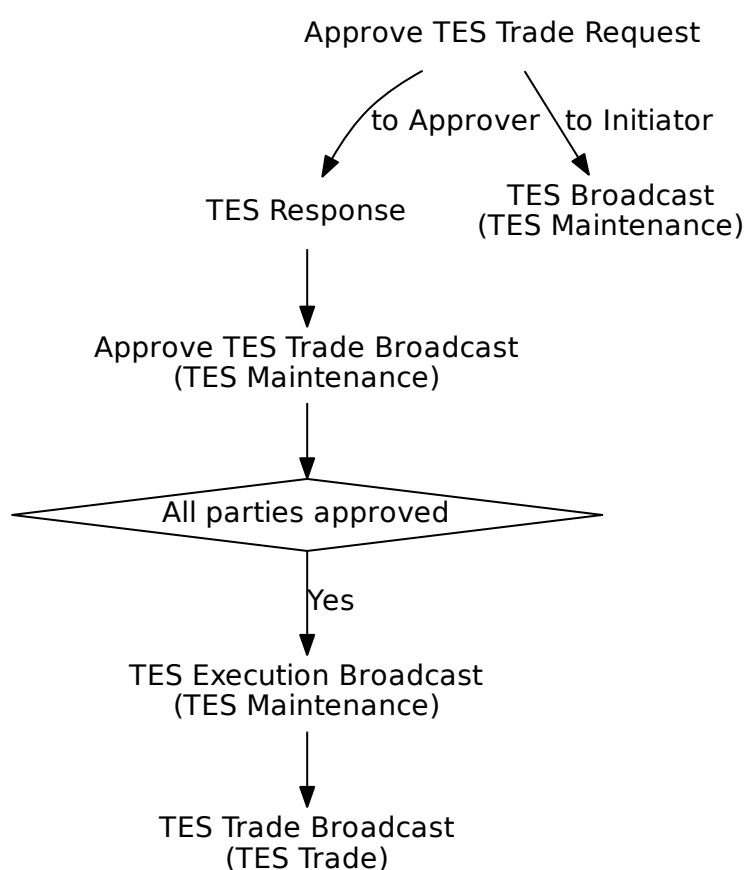 Approve TES Trade Request
to Approver
to Initiator
TES Response
TES Broadcast
(TES Maintenance)
Approve TES Trade Broadcast
(TES Maintenance)
All parties approved
Yes
TES Execution Broadcast
(TES Maintenance)
TES Trade Broadcast
(TES Trade)